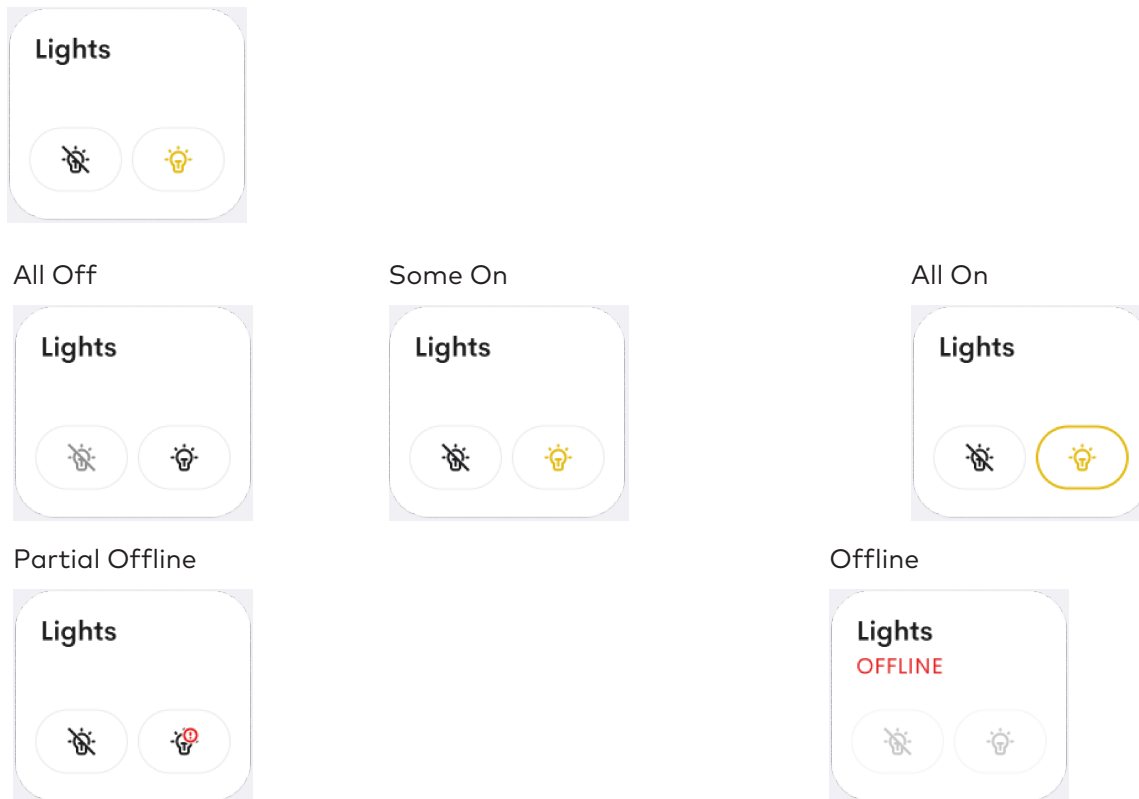 Lights
All Off
Some On
All On
Lights
Lights
Lights
Partial Offline
Offline
Lights
Lights
OFFLINE